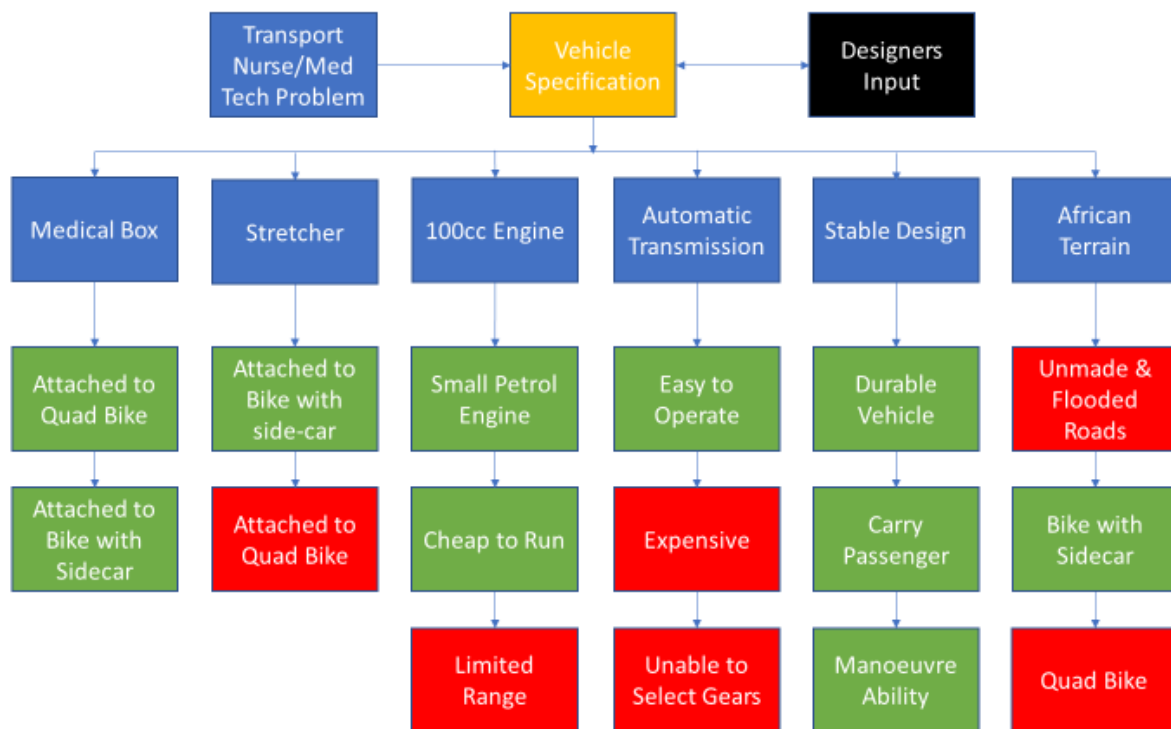 Transport
Nurse/Med
Tech Problem
Vehicle
Specification
Designers
Input
Medical Box
Stretcher
100cc Engine
Automatic
Transmission
Stable Design
African
Terrain
Attached to
Quad Bike
Attached to
Bike with
side-car
Small Petrol
Engine
Easy to
Operate
Durable
Vehicle
Unmade &
Flooded
Roads
Attached to
Bike with
Sidecar
Attached to
Quad Bike
Cheap to Run
Expensive
Carry
Passenger
Bike with
Sidecar
Limited
Range
Unable to
Select Gears
Manoeuvre
Ability
Quad Bike